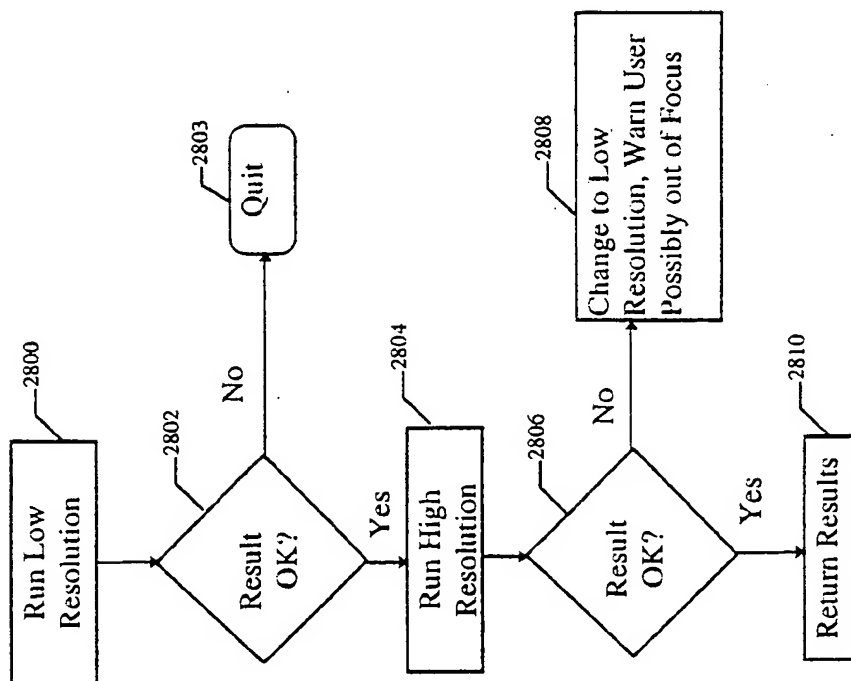 2800
Run Low
Resolution
2802
Result
OK?
No
2803
Quit
Yes
2804
Run High
Resolution
2806
Result
OK?
No
2808
Change to Low
Resolution, Warn User
Possibly out of Focus
Yes
2810
Return Results